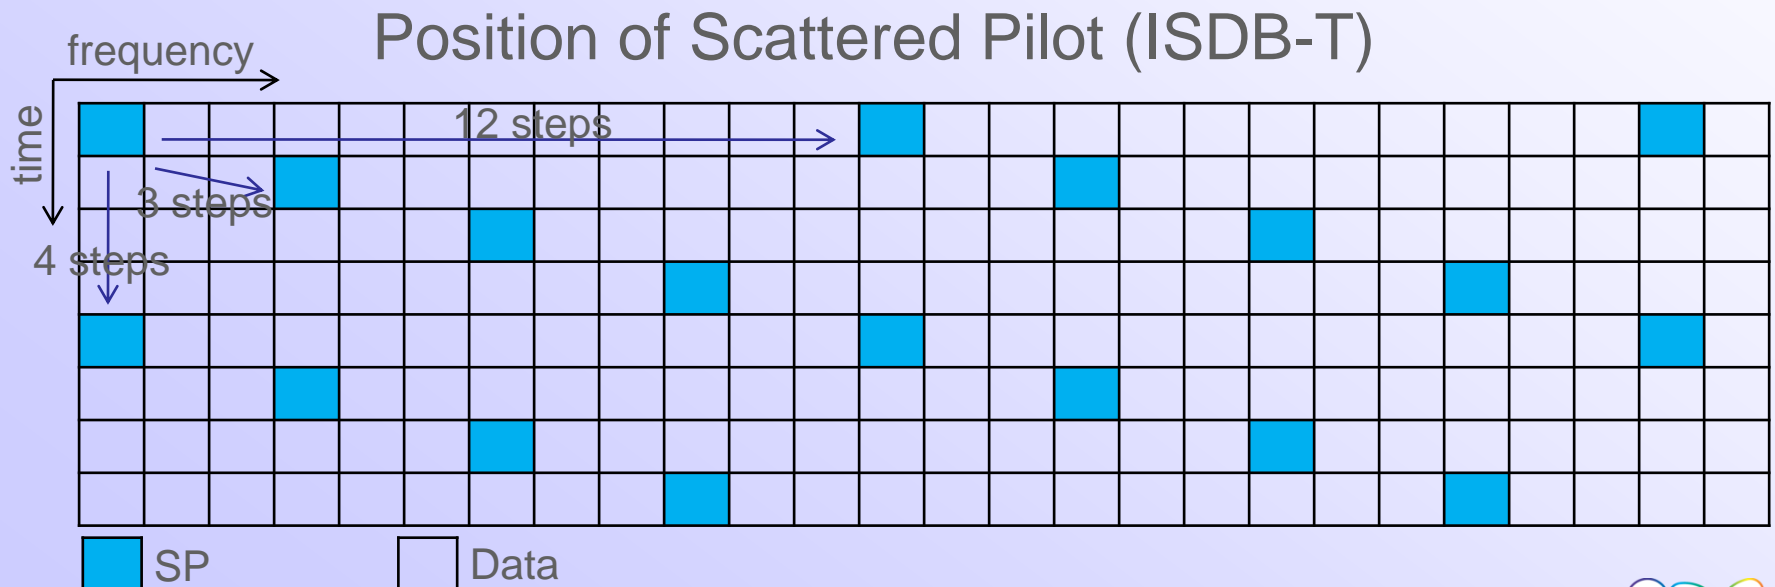 Position of Scattered Pilot (ISDB-T)
frequency
time
12 steps
3 steps
4 steps
SP
Data